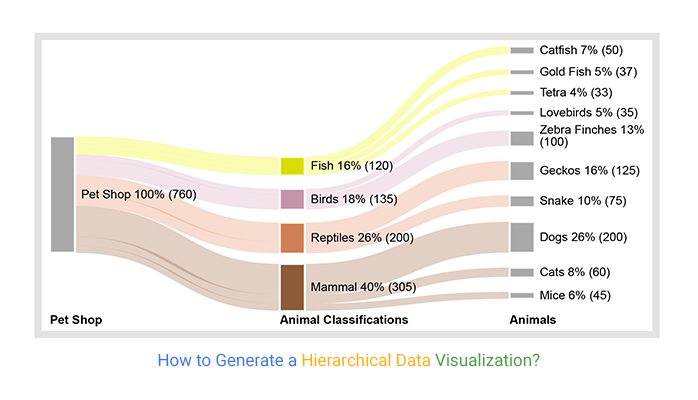 Catfish 7% (50)
Gold Fish 5% (37)
Tetra 4% (33)
Lovebirds 5% (35)
Zebra Finches 13%
(100)
Fish 16% (120)
Geckos 16% (125)
Pet Shop 100% (760)
Birds 18% (135)
Snake 10% (75)
Reptiles 26% (200)
Dogs 26% (200)
Cats 8% (60)
Mammal 40% (305)
Mice 6% (45)
Pet Shop
Animal Classifications
Animals
How to Generate a Hierarchical Data Visualization?